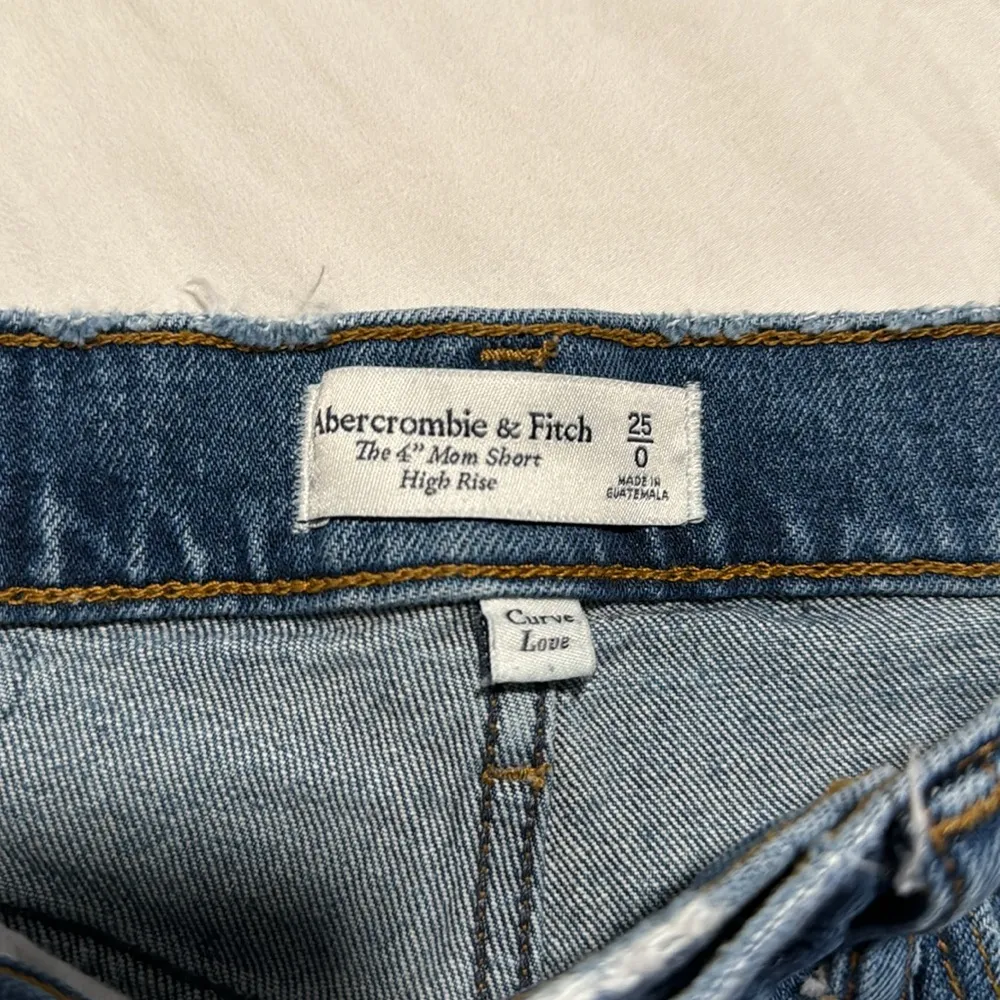 Abercrombie & Fitch
The 4” Mom Short
High Rise
25
0
MADE IN
GUATEMALA
Curve
Love